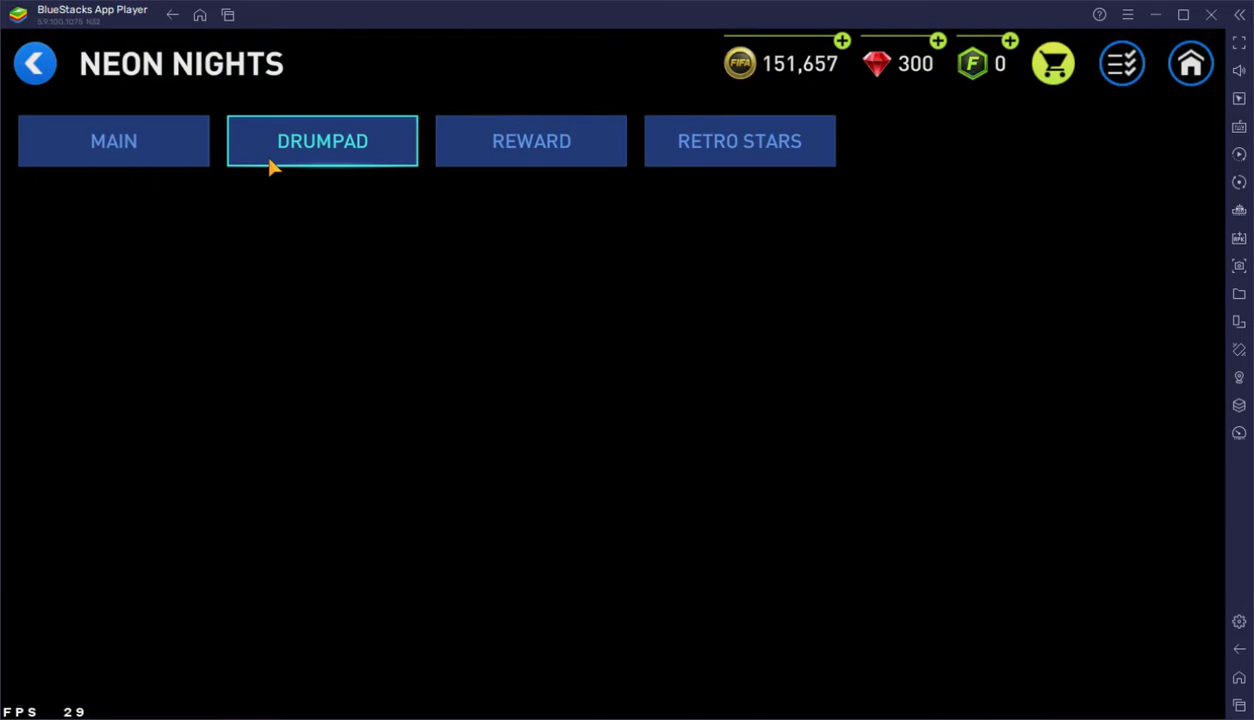 BlueStacks App Player
5.9.100.1076 N32
NEON NIGHTS
FIFA 151,657 300 F 0
MAIN DRUMPAD REWARD RETRO STARS
FPS 29